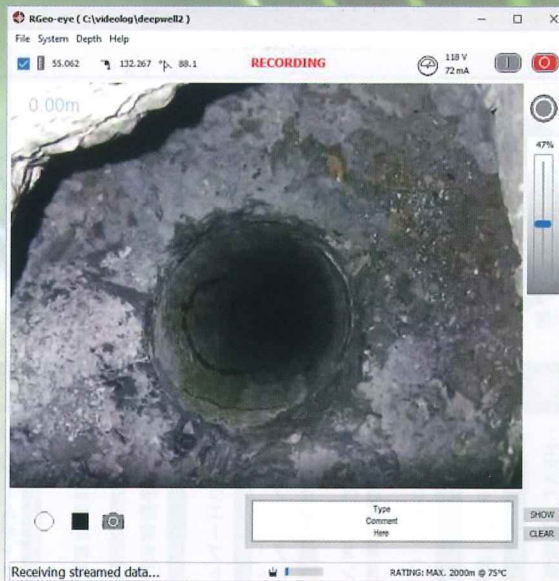 RGeo-eye ( C:\videolog\deepwell2 )
File System Depth Help
55.062 132.267 88.1 RECORDING 118 V
72 mA
0.00m
47%
Type
Comment
Here
SHOW
CLEAR
Receiving streamed data... RATING: MAX. 2000m @ 75°C